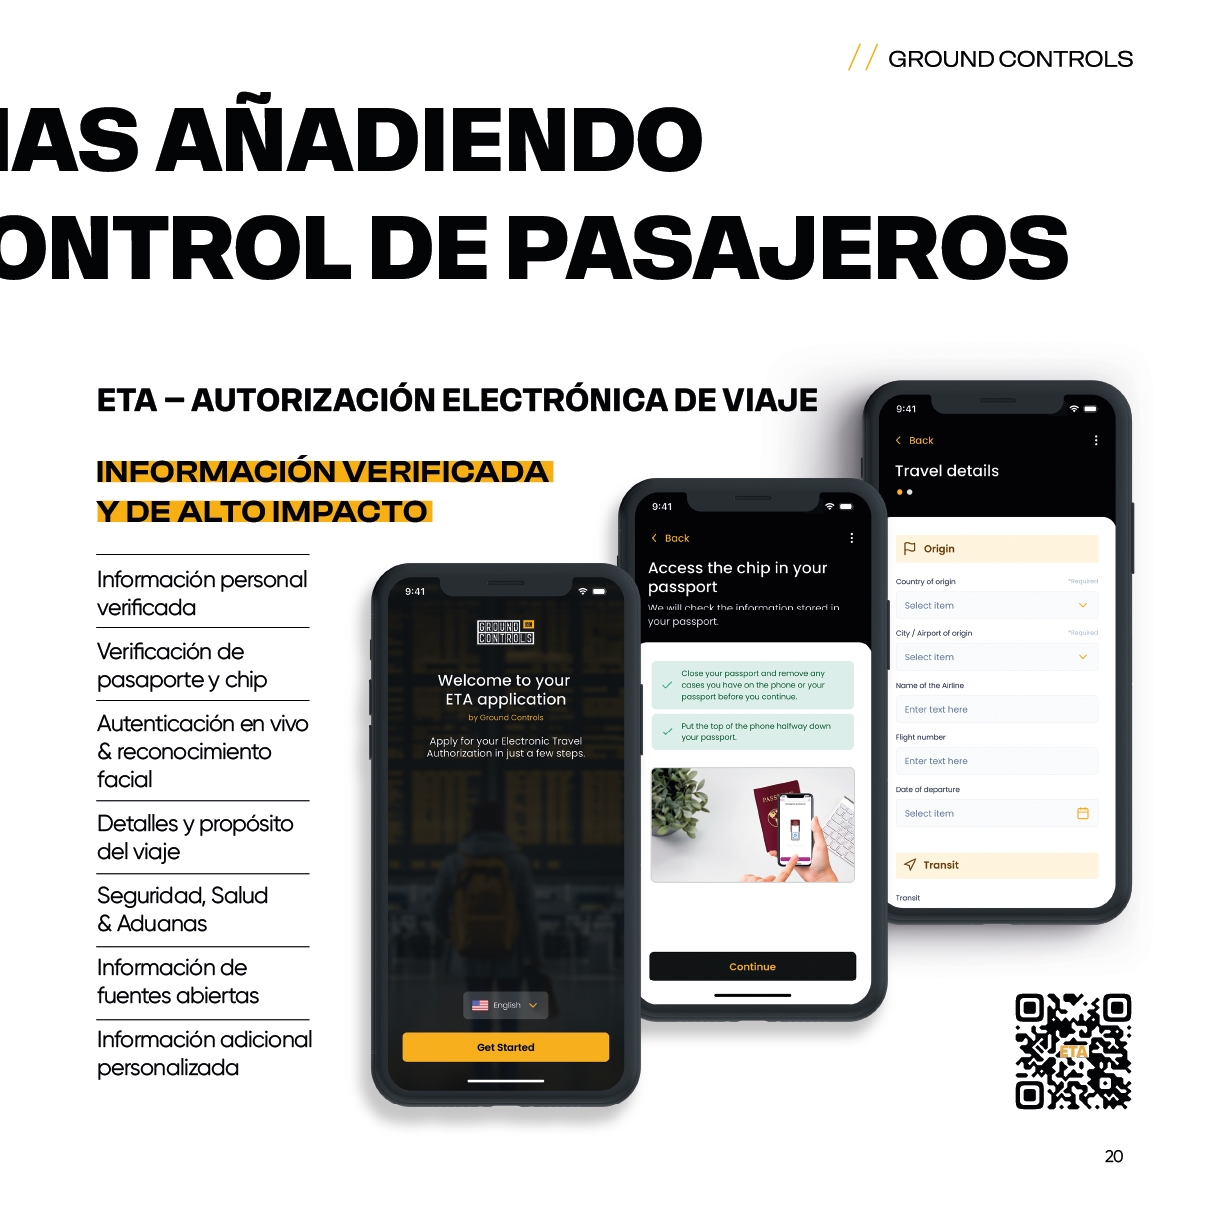 // GROUND CONTROLS
IAS AÑADIENDO
ONTROL DE PASAJEROS
ETA – AUTORIZACIÓN ELECTRÓNICA DE VIAJE
INFORMACIÓN VERIFICADA
Y DE ALTO IMPACTO
Información personal
verificada
Verificación de
pasaporte y chip
Autenticación en vivo
& reconocimiento
facial
Detalles y propósito
del viaje
Seguridad, Salud
& Aduanas
Información de
fuentes abiertas
Información adicional
personalizada
9:41
GROUND
CONTROLS
Welcome to your
ETA application
by Ground Controls
Apply for your Electronic Travel
Authorization in just a few steps.
English
Get Started
9:41
Back
Access the chip in your
passport
We will check the information stored in
your passport.
Close your passport and remove any
cases you have on the phone or your
passport before you continue.
Put the top of the phone halfway down
your passport.
PASS
Continue
9:41
Back
Travel details
Origin
Country of origin
*Required
Select item
City / Airport of origin
*Required
Select item
Name of the Airline
Enter text here
Flight number
Enter text here
Date of departure
Select item
Transit
Transit
ETA
20